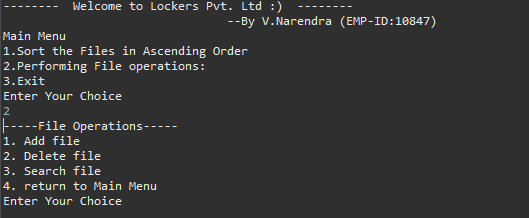 --------  Welcome to Lockers Pvt. Ltd :)  --------
--By V.Narendra (EMP-ID:10847)
Main Menu
1.Sort the Files in Ascending Order
2.Performing File operations:
3.Exit
Enter Your Choice
2
-----File Operations-----
1. Add file
2. Delete file
3. Search file
4. return to Main Menu
Enter Your Choice